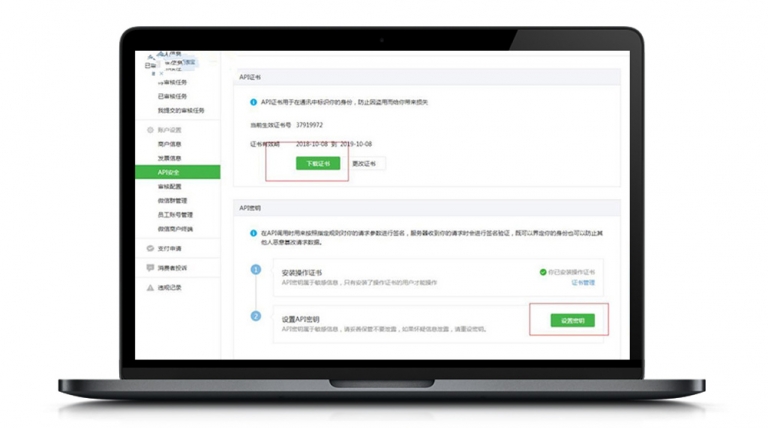 已审核任务
我提交的审核任务
账户设置
商户信息
发票信息
API安全
审核配置
微信群管理
员工账号管理
微信商户终端
支付申请
消费者投诉
违规记录
API证书
API证书用于在通讯中标识你的身份，防止因盗用而给你带来损失
当前生效证书号 37919972
证书有效期 2018-10-08 到 2019-10-08
下载证书 更改证书
API密钥
在API调用时用来按照指定规则对你的请求参数进行签名，服务器收到你的请求时会进行签名验证，既可以界定你的身份也可以防止其
他人恶意篡改请求数据。
1 安装操作证书
API密钥属于敏感信息，只有安装了操作证书的用户才能操作
你已安装操作证书
证书管理
2 设置API密钥
API密钥属于敏感信息，请妥善保管不要泄露，如果怀疑信息泄露，请重设密钥。
设置密钥